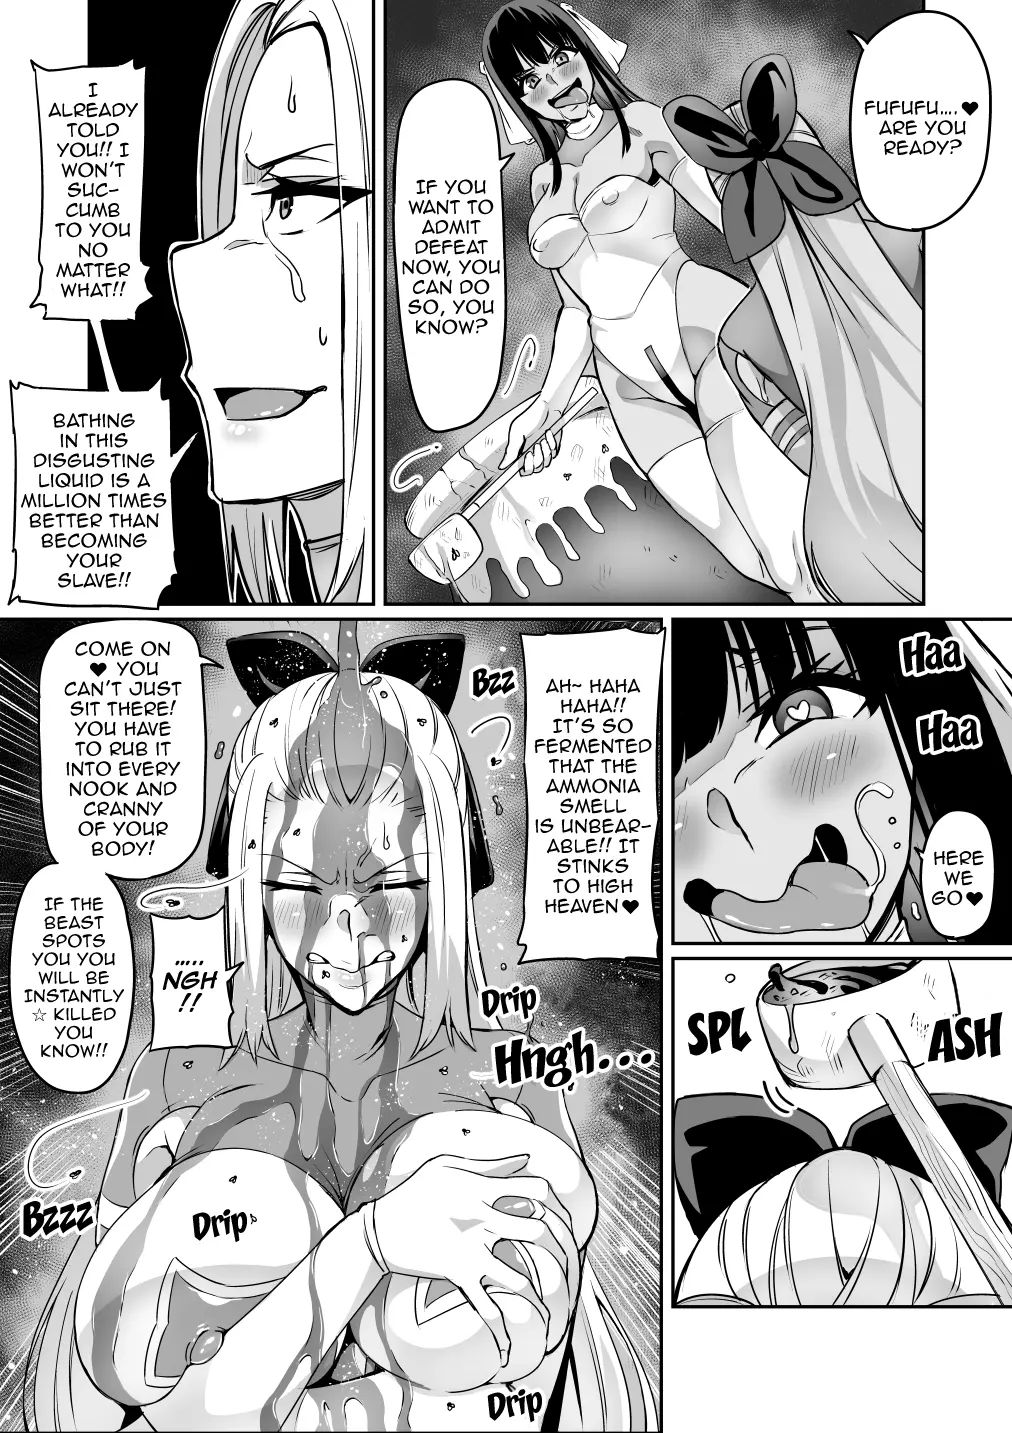 FUFUFU....♥
ARE YOU
READY?
IF YOU
WANT TO
ADMIT
DEFEAT
NOW, YOU
CAN DO
SO, YOU
KNOW?
I
ALREADY
TOLD
YOU!! I
WON'T
SUC-
CUMB
TO YOU
NO
MATTER
WHAT!!
BATHING
IN THIS
DISGUSTING
LIQUID IS A
MILLION TIMES
BETTER THAN
BECOMING
YOUR
SLAVE!!
Haa
Haa
HERE
WE
GO♥
SPL
ASH
AH~ HAHA
HAHA!!
IT'S SO
FERMENTED
THAT THE
AMMONIA
SMELL
IS UNBEAR-
ABLE!! IT
STINKS
TO HIGH
HEAVEN♥
Bzz
COME ON
♥ YOU
CAN'T JUST
SIT THERE!
YOU HAVE
TO RUB IT
INTO EVERY
NOOK AND
CRANNY
OF YOUR
BODY!
IF THE
BEAST
SPOTS
YOU YOU
WILL BE
INSTANTLY
☆ KILLED
YOU
KNOW!!
.....
NGH
!!
Drip
Hngh...
Bzzz
Drip
Drip